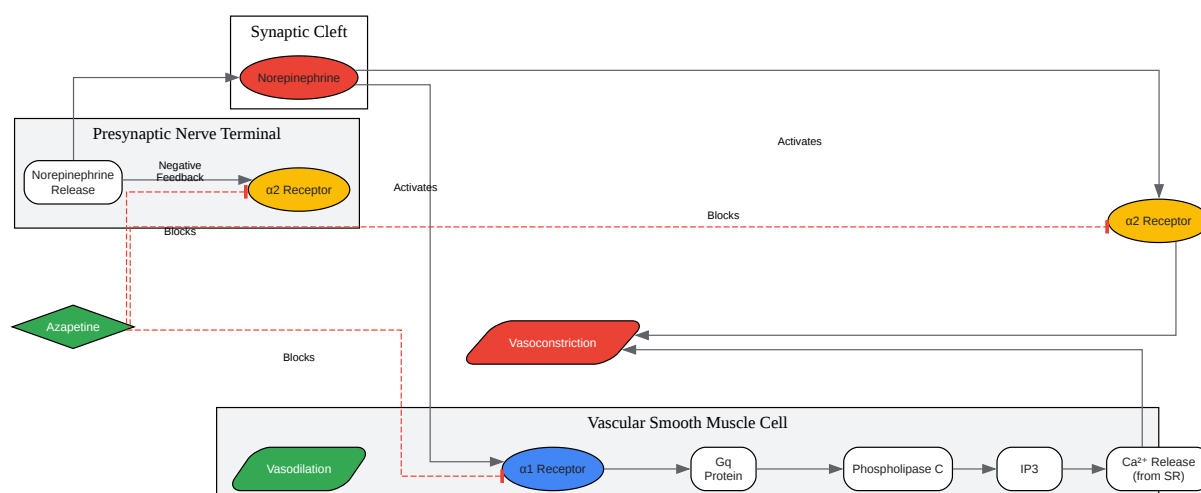 Synaptic Cleft
Norepinephrine
Presynaptic Nerve Terminal
Norepinephrine
Release
Negative
Feedback
α2 Receptor
Activates
Activates
α2 Receptor
Blocks
Blocks
Azapetine
Blocks
Vasoconstriction
Vascular Smooth Muscle Cell
Vasodilation
α1 Receptor
Gq
Protein
Phospholipase C
IP3
Ca²⁺ Release
(from SR)